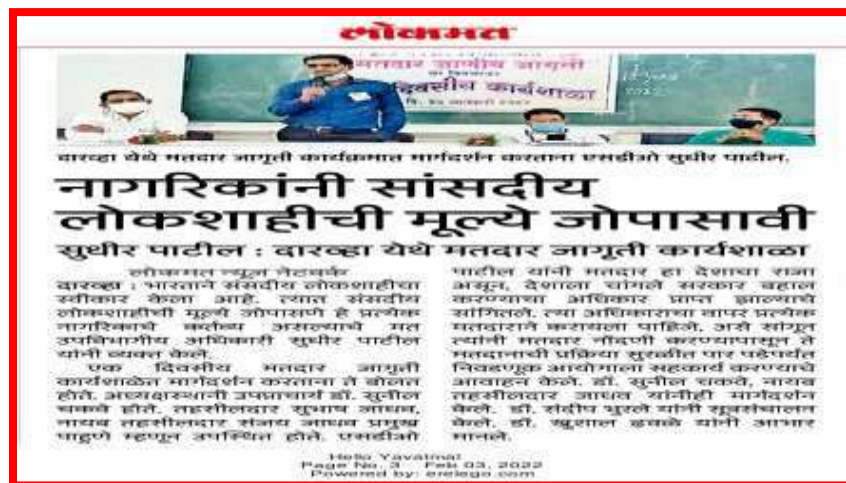 लोकमत
मतदार जाणीव जागृती
दिवसीय कार्यशाळा
दारव्हा येथे मतदार जागृती कार्यक्रमात मार्गदर्शन करताना एसडीओ सुधीर पाटील.
नागरिकांनी सांसदीय
लोकशाहीची मूल्ये जोपासावी
सुधीर पाटील : दारव्हा येथे मतदार जागृती कार्यशाळा
लोकमत न्यूज नेटवर्क
दारव्हा : भारताने संसदीय लोकशाहीचा
स्वीकार केला आहे. त्यात संसदीय
लोकशाहीची मूल्ये जोपासणे हे प्रत्येक
नागरिकाचे कर्तव्य असल्याचे मत
उपविभागीय अधिकारी सुधीर पाटील
यांनी व्यक्त केले.
एक दिवसीय मतदार जागृती
कार्यशाळेत मार्गदर्शन करताना ते बोलत
होते. अध्यक्षस्थानी उपप्राचार्य डॉ. सुनील
चकवे होते. तहसीलदार सुभाष जाधव,
नायब तहसीलदार संजय जाधव प्रमुख
पाहुणे म्हणून उपस्थित होते. एसडीओ
पाटील यांनी मतदार हा देशाचा राजा
असून, देशाला चांगले सरकार बहाल
करण्याचा अधिकार प्राप्त झाल्याचे
सांगितले. त्या अधिकाराचा वापर प्रत्येक
मतदाराने करायला पाहिजे, असे सांगून
त्यांनी मतदार नोंदणी करण्यापासून ते
मतदानाची प्रक्रिया सुरळीत पार पडेपर्यंत
निवडणूक आयोगाला सहकार्य करण्याचे
आवाहन केले. डॉ. सुनील चकवे, नायब
तहसीलदार जाधव यांनीही मार्गदर्शन
केले. डॉ. संदीप धुरले यांनी सूत्रसंचालन
केले. डॉ. खुशाल ढवळे यांनी आभार
मानले.
Hello Yavatmal
Page No. 3 Feb 03, 2022
Powered by: erelego.com